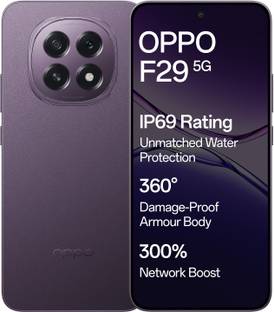 OPPO
F29 5G
IP69 Rating
Unmatched Water
Protection
360°
Damage-Proof
Armour Body
300%
Network Boost
oppo